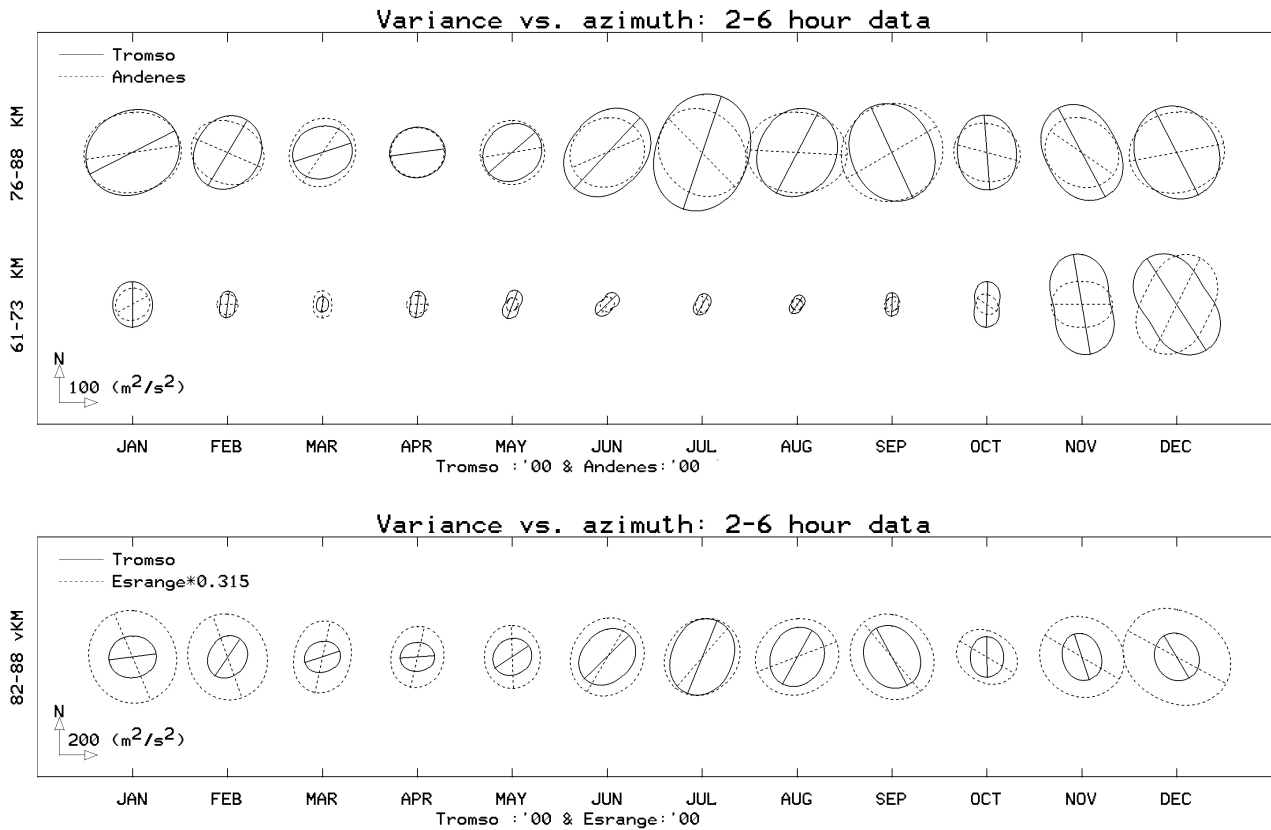 Variance vs. azimuth: 2-6 hour data
Tromso
Andenes
76-88 KM
61-73 KM
N
100 (m2/s2)
JAN FEB MAR APR MAY JUN JUL AUG SEP OCT NOV DEC
Tromso :'00 & Andenes:'00
Variance vs. azimuth: 2-6 hour data
Tromso
Esrange*0.315
82-88 vKM
N
200 (m2/s2)
JAN FEB MAR APR MAY JUN JUL AUG SEP OCT NOV DEC
Tromso :'00 & Esrange:'00